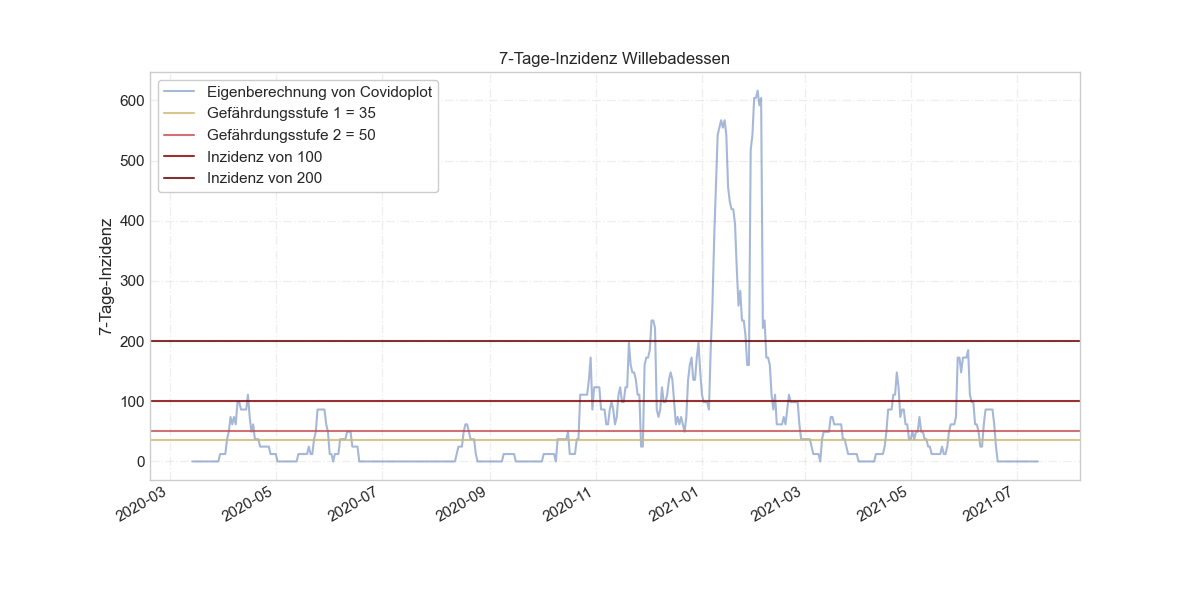 7-Tage-Inzidenz Willebadessen
Eigenberechnung von Covidoplot
Gefährdungsstufe 1 = 35
Gefährdungsstufe 2 = 50
Inzidenz von 100
Inzidenz von 200
7-Tage-Inzidenz
600
500
400
300
200
100
0
2020-03
2020-05
2020-07
2020-09
2020-11
2021-01
2021-03
2021-05
2021-07